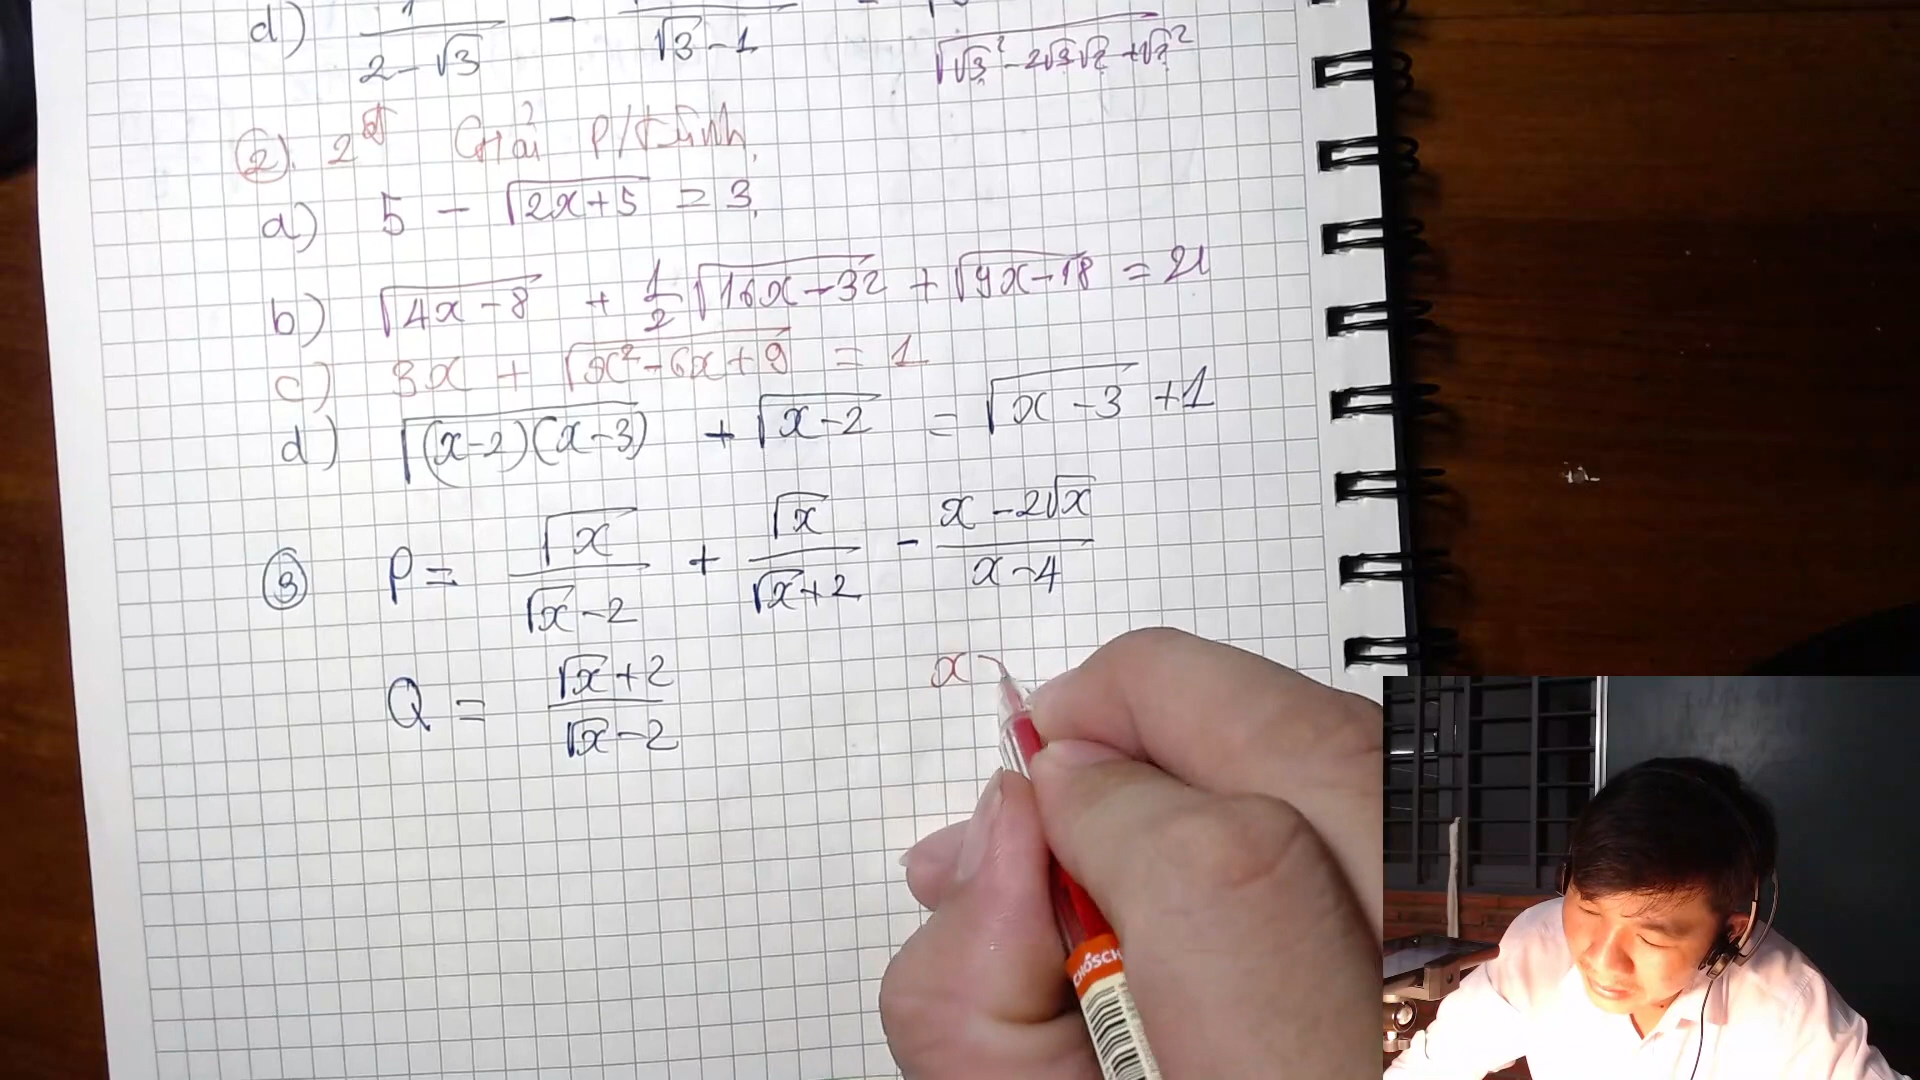 d) 1/(2-√3) - /(√3-1)
√(√3² - 2√3√2 + √2²)
②. 2đ Giải p/trình.
a) 5 - √(2x+5) = 3.
b) √(4x-8) + 1/2 √(16x-32) + √(9x-18) = 21
c) 3x + √(x²-6x+9) = 1
d) √((x-2)(x-3)) + √(x-2) = √(x-3) + 1
③ P = √x/(√x-2) + √x/(√x+2) - (x-2√x)/(x-4)
Q = (√x+2)/(√x-2) x